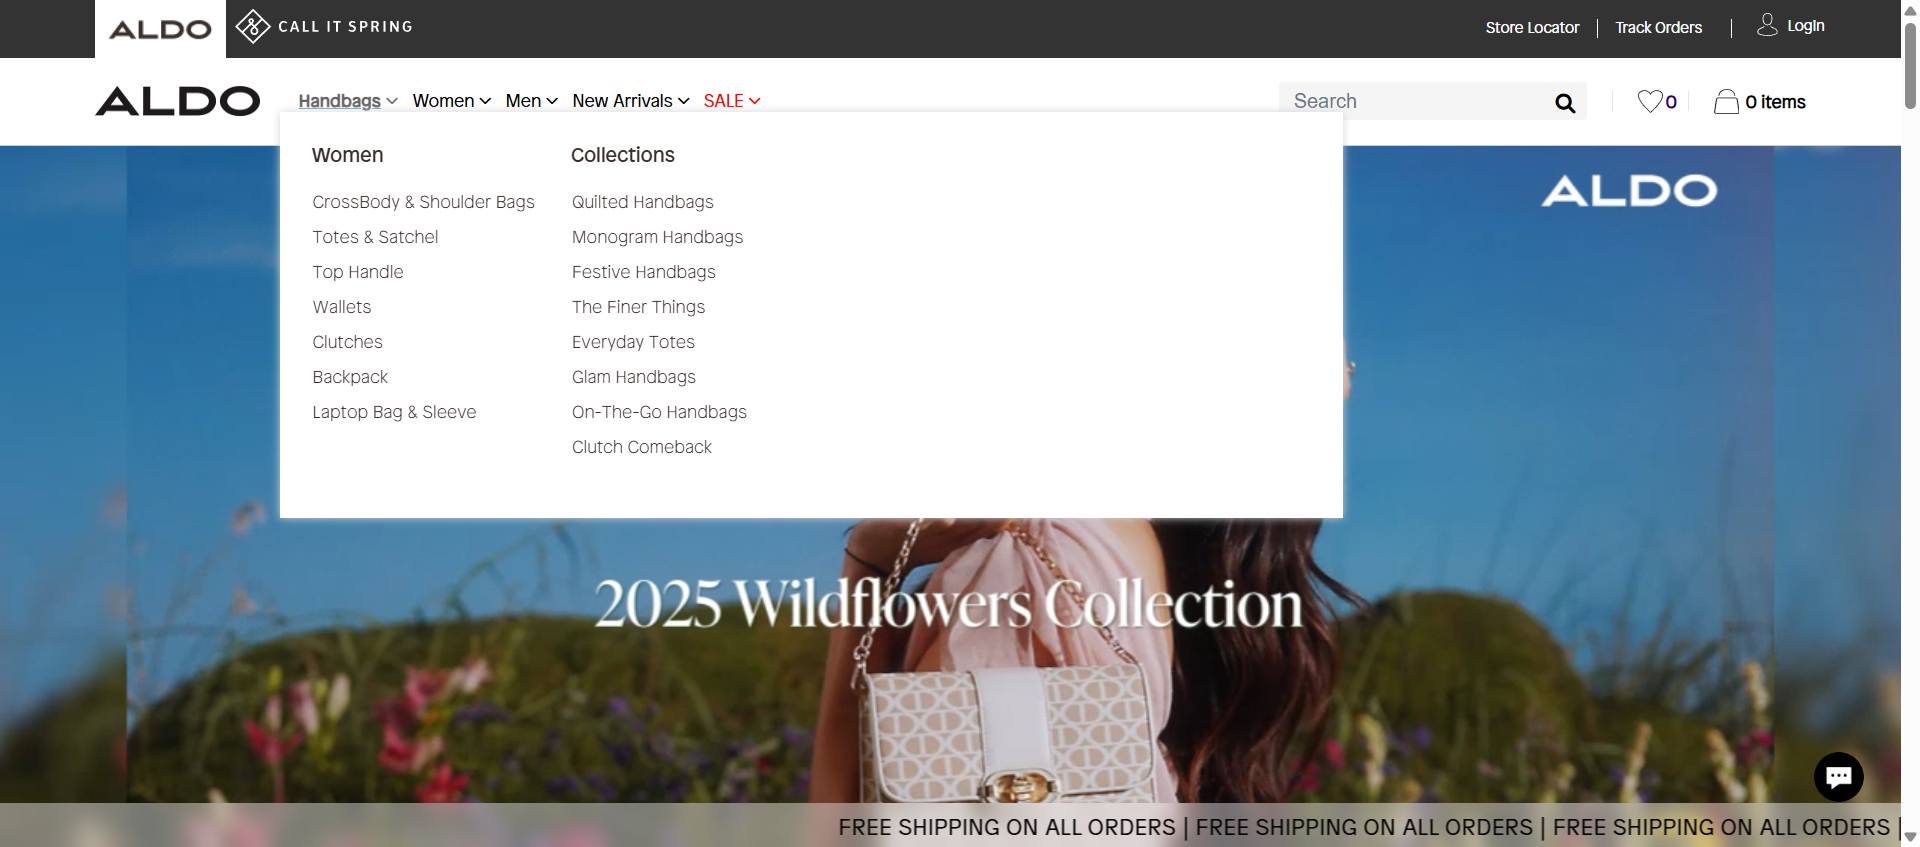 ALDO CALL IT SPRING Store Locator Track Orders Login
ALDO Handbags Women Men New Arrivals SALE Search 0 0 items
Women
CrossBody & Shoulder Bags
Totes & Satchel
Top Handle
Wallets
Clutches
Backpack
Laptop Bag & Sleeve
Collections
Quilted Handbags
Monogram Handbags
Festive Handbags
The Finer Things
Everyday Totes
Glam Handbags
On-The-Go Handbags
Clutch Comeback
ALDO
2025 Wildflowers Collection
FREE SHIPPING ON ALL ORDERS | FREE SHIPPING ON ALL ORDERS | FREE SHIPPING ON ALL ORDERS |